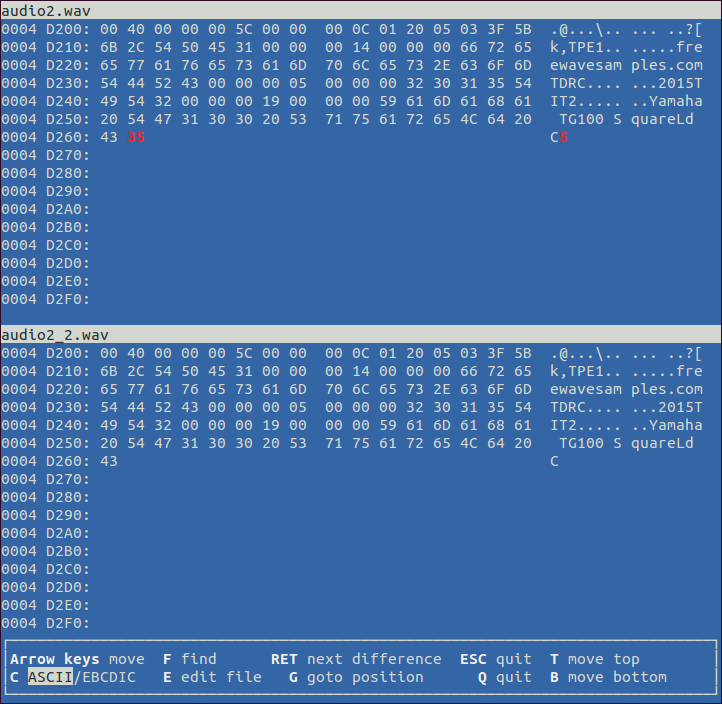 audio2.wav
0004 D200: 00 40 00 00 00 5C 00 00  00 0C 01 20 05 03 3F 5B  .@...\.. ... ..?[
0004 D210: 6B 2C 54 50 45 31 00 00  00 14 00 00 00 66 72 65  k,TPE1.. .....fre
0004 D220: 65 77 61 76 65 73 61 6D  70 6C 65 73 2E 63 6F 6D  ewavesam ples.com
0004 D230: 54 44 52 43 00 00 00 05  00 00 00 32 30 31 35 54  TDRC.... ...2015T
0004 D240: 49 54 32 00 00 00 19 00  00 00 59 61 6D 61 68 61  IT2..... ..Yamaha
0004 D250: 20 54 47 31 30 30 20 53  71 75 61 72 65 4C 64 20   TG100 S quareLd
0004 D260: 43 35  C5
0004 D270:
0004 D280:
0004 D290:
0004 D2A0:
0004 D2B0:
0004 D2C0:
0004 D2D0:
0004 D2E0:
0004 D2F0:
audio2_2.wav
0004 D200: 00 40 00 00 00 5C 00 00  00 0C 01 20 05 03 3F 5B  .@...\.. ... ..?[
0004 D210: 6B 2C 54 50 45 31 00 00  00 14 00 00 00 66 72 65  k,TPE1.. .....fre
0004 D220: 65 77 61 76 65 73 61 6D  70 6C 65 73 2E 63 6F 6D  ewavesam ples.com
0004 D230: 54 44 52 43 00 00 00 05  00 00 00 32 30 31 35 54  TDRC.... ...2015T
0004 D240: 49 54 32 00 00 00 19 00  00 00 59 61 6D 61 68 61  IT2..... ..Yamaha
0004 D250: 20 54 47 31 30 30 20 53  71 75 61 72 65 4C 64 20   TG100 S quareLd
0004 D260: 43  C
0004 D270:
0004 D280:
0004 D290:
0004 D2A0:
0004 D2B0:
0004 D2C0:
0004 D2D0:
0004 D2E0:
0004 D2F0:
Arrow keys move  F find      RET next difference  ESC quit  T move top
C ASCII/EBCDIC   E edit file   G goto position      Q quit  B move bottom